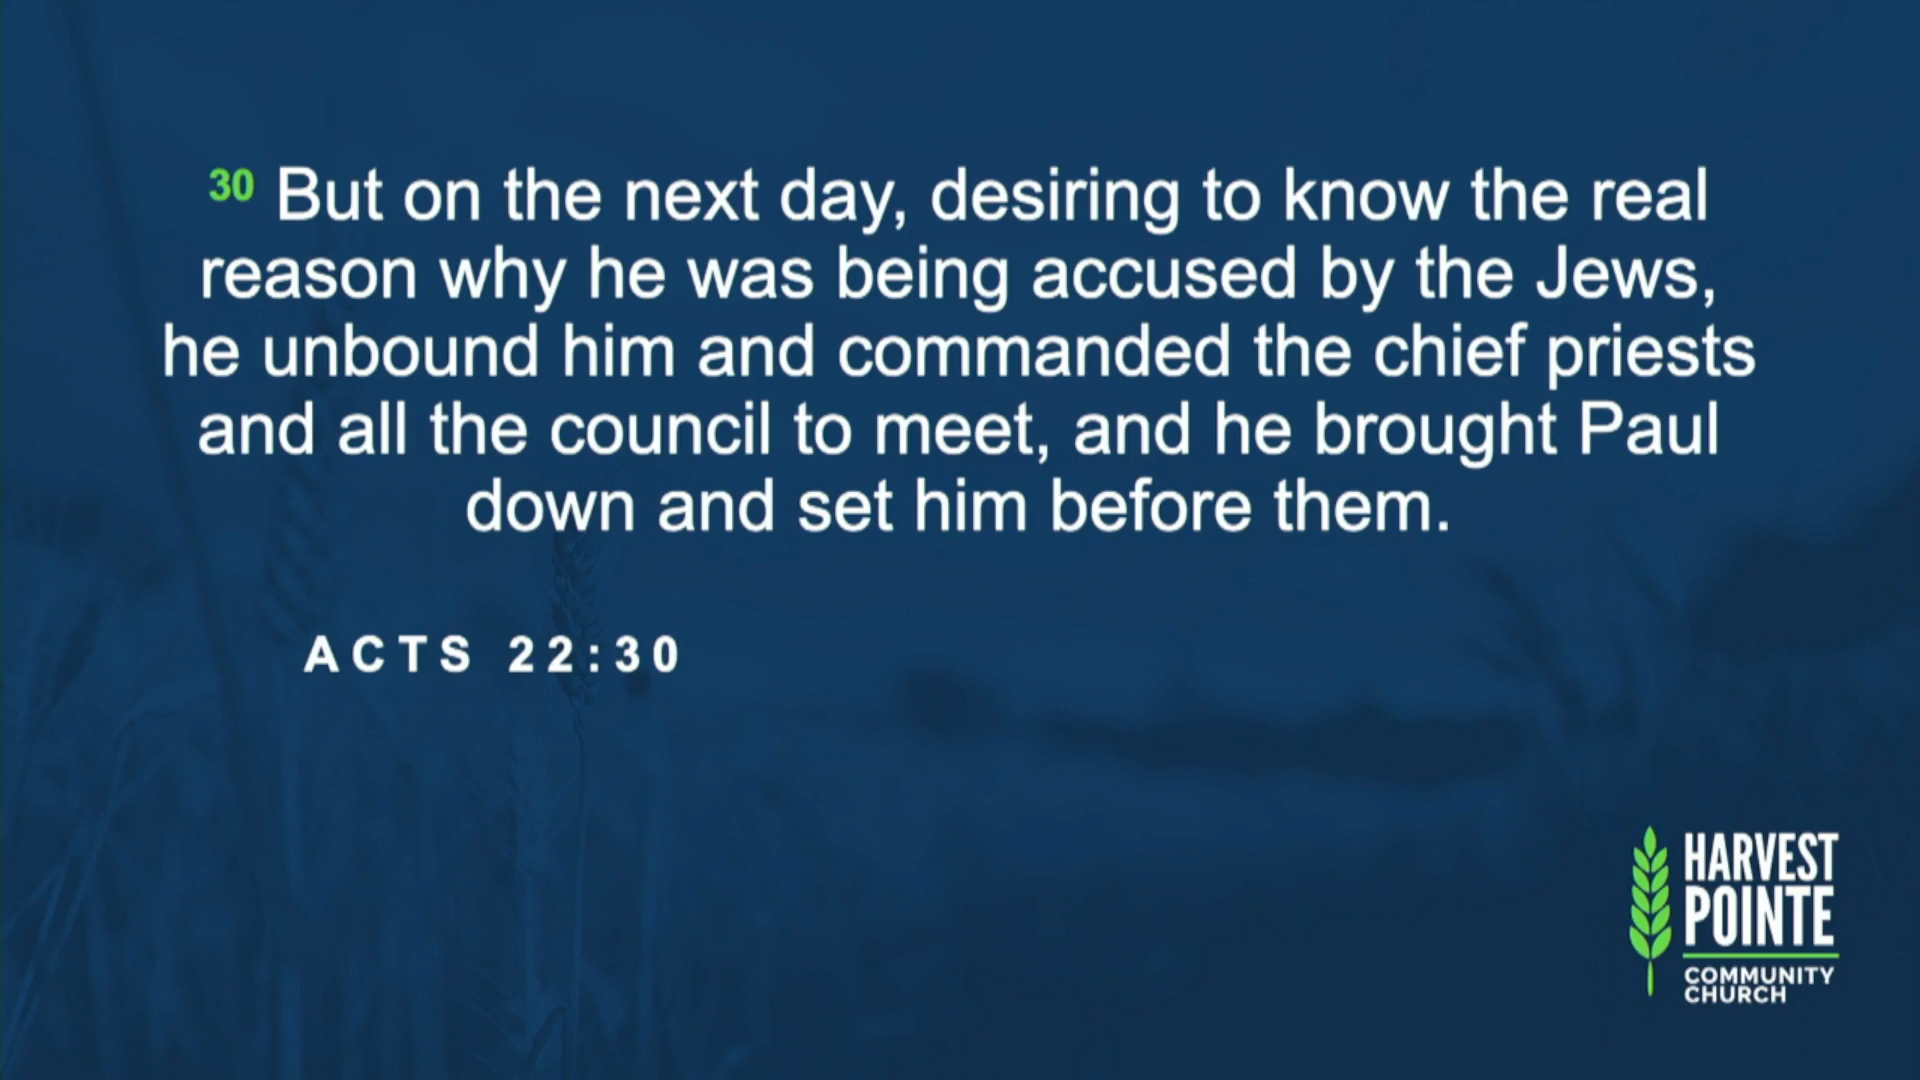 30 But on the next day, desiring to know the real
reason why he was being accused by the Jews,
he unbound him and commanded the chief priests
and all the council to meet, and he brought Paul
down and set him before them.
ACTS 22:30
HARVEST
POINTE
COMMUNITY
CHURCH